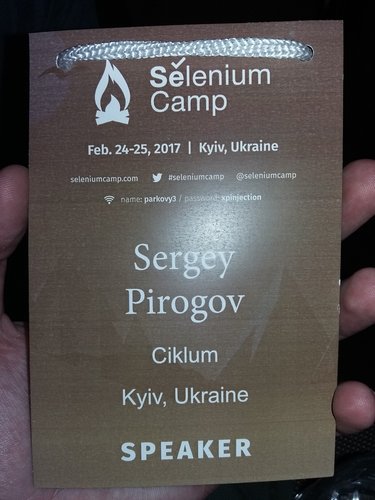 Selenium
Camp
Feb. 24-25, 2017 | Kyiv, Ukraine
seleniumcamp.com #seleniumcamp @seleniumcamp
name: parkovy3 / password: xpinjection
Sergey
Pirogov
Ciklum
Kyiv, Ukraine
SPEAKER